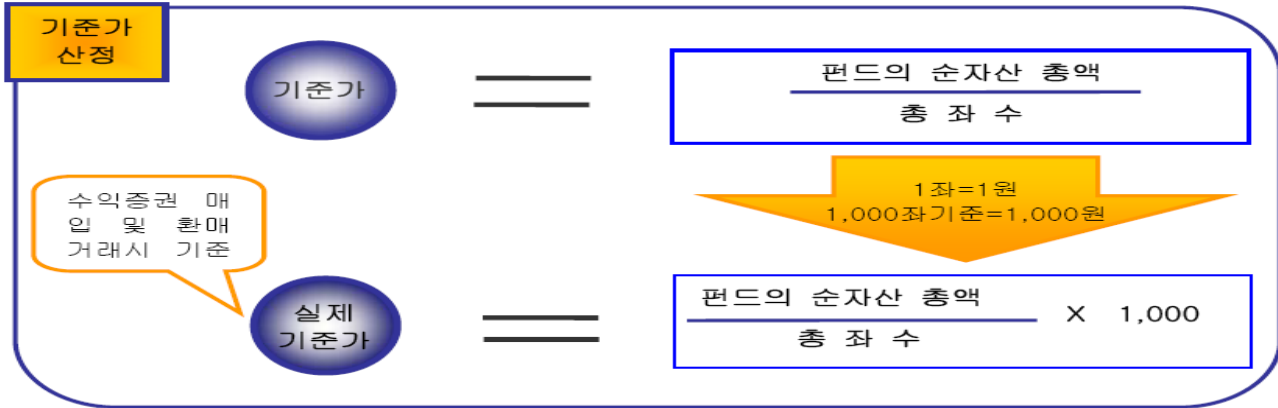 기준가
산정
기준가
펀드의 순자산 총액
총 좌 수
1좌=1원
1,000좌기준=1,000원
수익증권 매
입 및 환매
거래시 기준
실제
기준가
펀드의 순자산 총액
총 좌 수
X 1,000